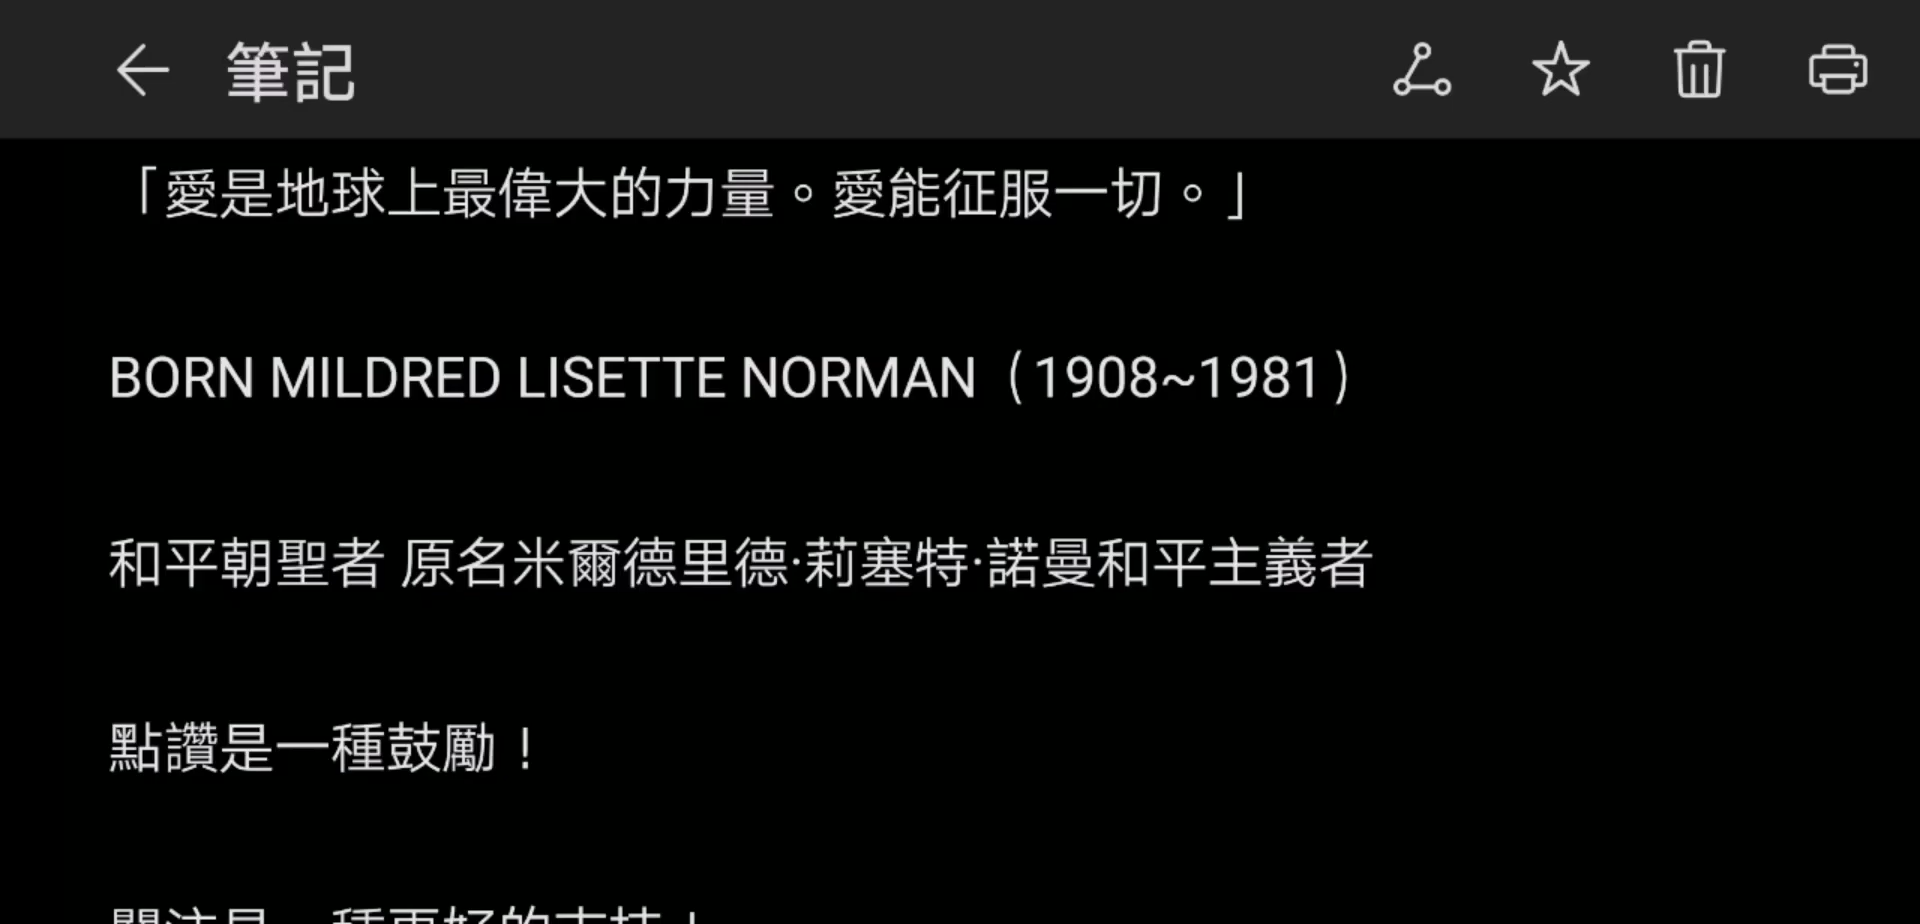 筆記
「愛是地球上最偉大的力量。愛能征服一切。」
BORN MILDRED LISETTE NORMAN（1908~1981）
和平朝聖者 原名米爾德里德·莉塞特·諾曼和平主義者
點讚是一種鼓勵！